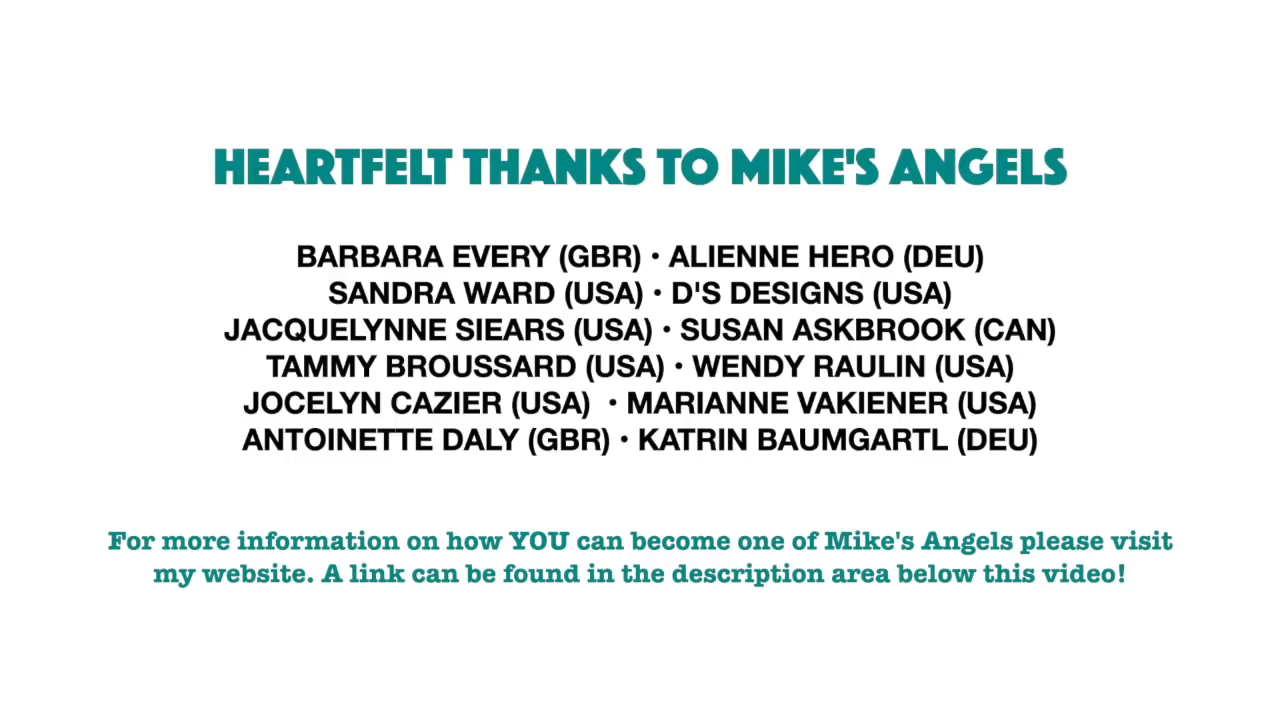 HEARTFELT THANKS TO MIKE'S ANGELS
BARBARA EVERY (GBR) • ALIENNE HERO (DEU)
SANDRA WARD (USA) • D'S DESIGNS (USA)
JACQUELYNNE SIEARS (USA) • SUSAN ASKBROOK (CAN)
TAMMY BROUSSARD (USA) • WENDY RAULIN (USA)
JOCELYN CAZIER (USA) • MARIANNE VAKIENER (USA)
ANTOINETTE DALY (GBR) • KATRIN BAUMGARTL (DEU)
For more information on how YOU can become one of Mike's Angels please visit
my website. A link can be found in the description area below this video!